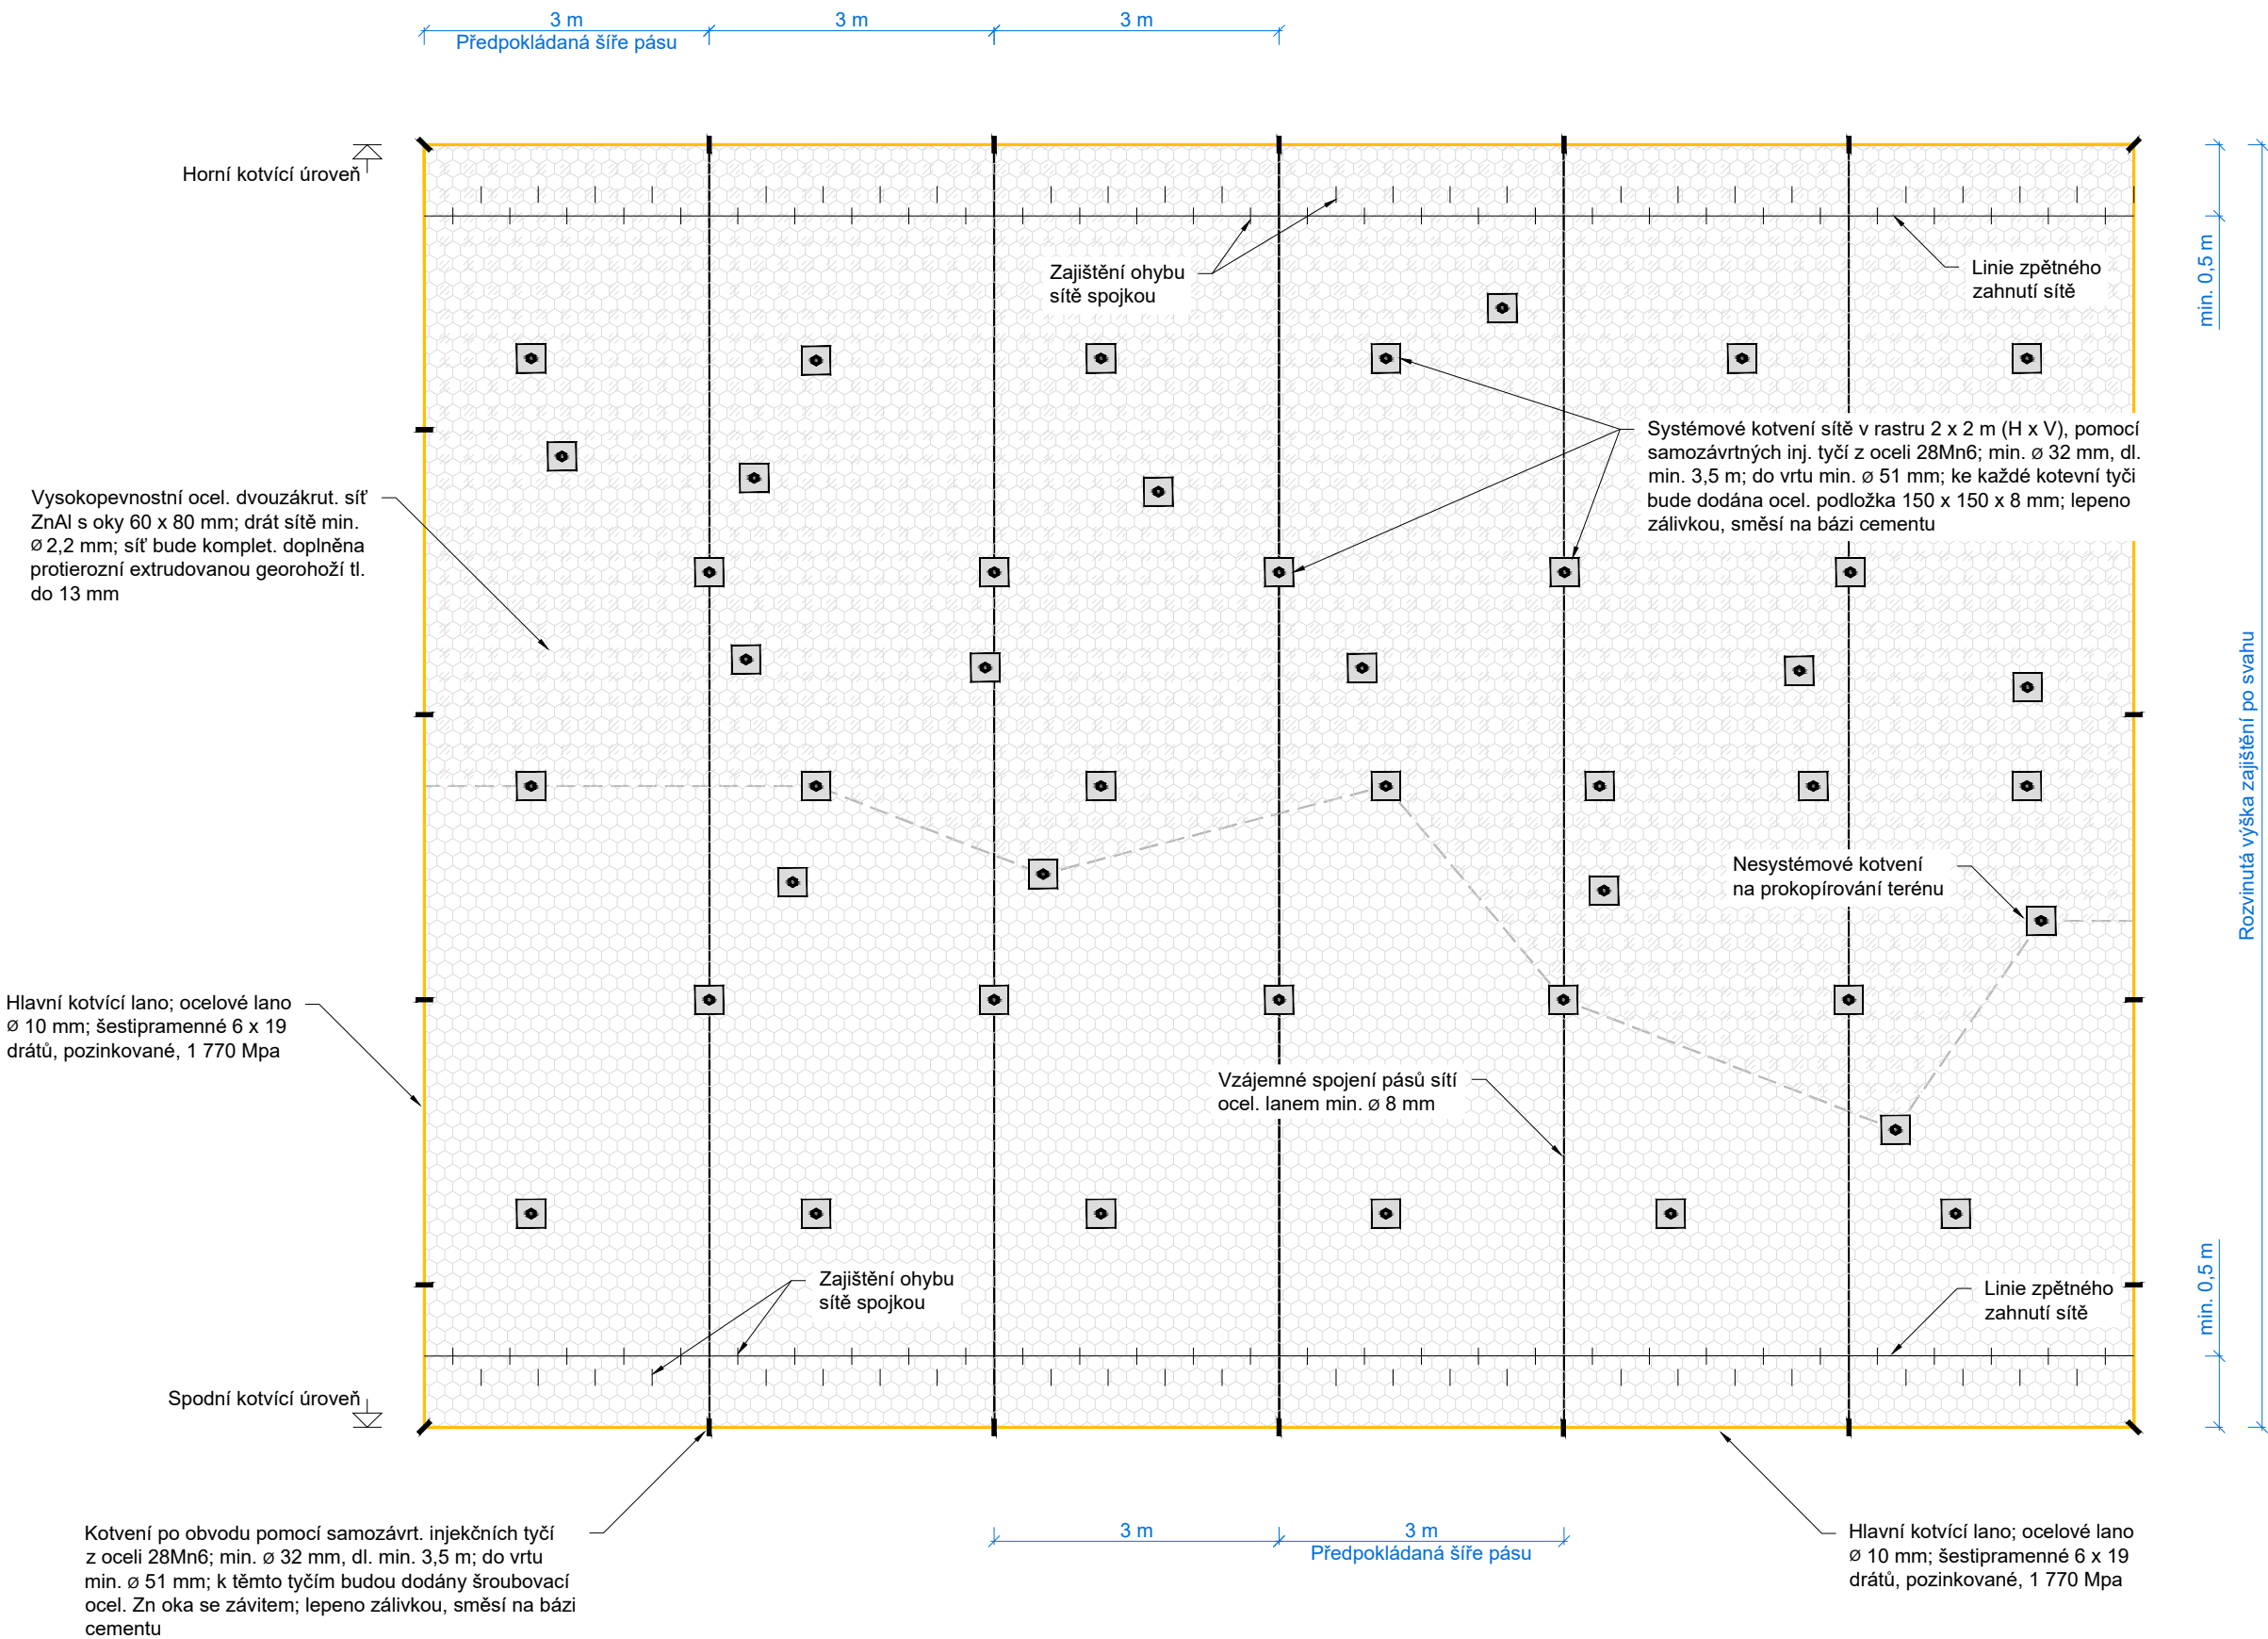 3 m
3 m
3 m
Předpokládaná šíře pásu
Horní kotvící úroveň
min. 0,5 m
Zajištění ohybu
sítě spojkou
Linie zpětného
zahnutí sítě
Systémové kotvení sítě v rastru 2 x 2 m (H x V), pomocí
samozávrtných inj. tyčí z oceli 28Mn6; min. ø 32 mm, dl.
min. 3,5 m; do vrtu min. ø 51 mm; ke každé kotevní tyči
bude dodána ocel. podložka 150 x 150 x 8 mm; lepeno
zálivkou, směsí na bázi cementu
Vysokopevnostní ocel. dvouzákrut. síť
ZnAl s oky 60 x 80 mm; drát sítě min.
ø 2,2 mm; síť bude komplet. doplněna
protierozní extrudovanou georohoží tl.
do 13 mm
Rozvinutá výška zajištění po svahu
Nesystémové kotvení
na prokopírování terénu
Hlavní kotvící lano; ocelové lano
ø 10 mm; šestipramenné 6 x 19
drátů, pozinkované, 1 770 Mpa
Vzájemné spojení pásů sítí
ocel. lanem min. ø 8 mm
Zajištění ohybu
sítě spojkou
Linie zpětného
zahnutí sítě
min. 0,5 m
Spodní kotvící úroveň
Kotvení po obvodu pomocí samozávrt. injekčních tyčí
z oceli 28Mn6; min. ø 32 mm, dl. min. 3,5 m; do vrtu
min. ø 51 mm; k těmto tyčím budou dodány šroubovací
ocel. Zn oka se závitem; lepeno zálivkou, směsí na bázi
cementu
3 m
3 m
Předpokládaná šíře pásu
Hlavní kotvící lano; ocelové lano
ø 10 mm; šestipramenné 6 x 19
drátů, pozinkované, 1 770 Mpa